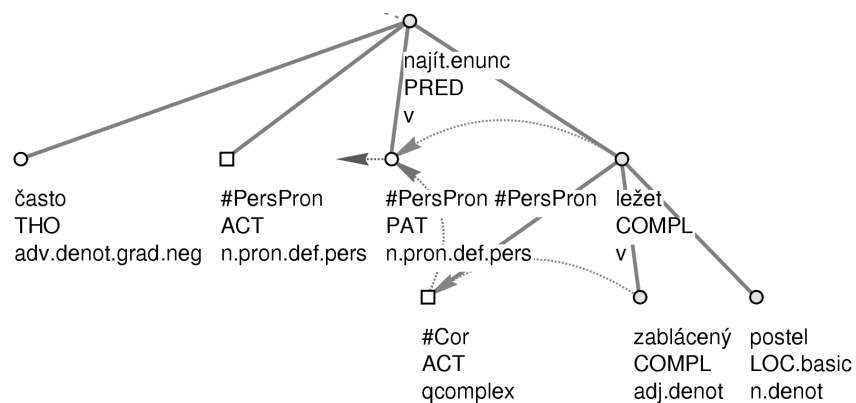 najít.enunc
PRED
v
často
THO
adv.denot.grad.neg
#PersPron
ACT
n.pron.def.pers
#PersPron #PersPron
PAT
n.pron.def.pers
ležet
COMPL
v
#Cor
ACT
qcomplex
zablácený
COMPL
adj.denot
postel
LOC.basic
n.denot